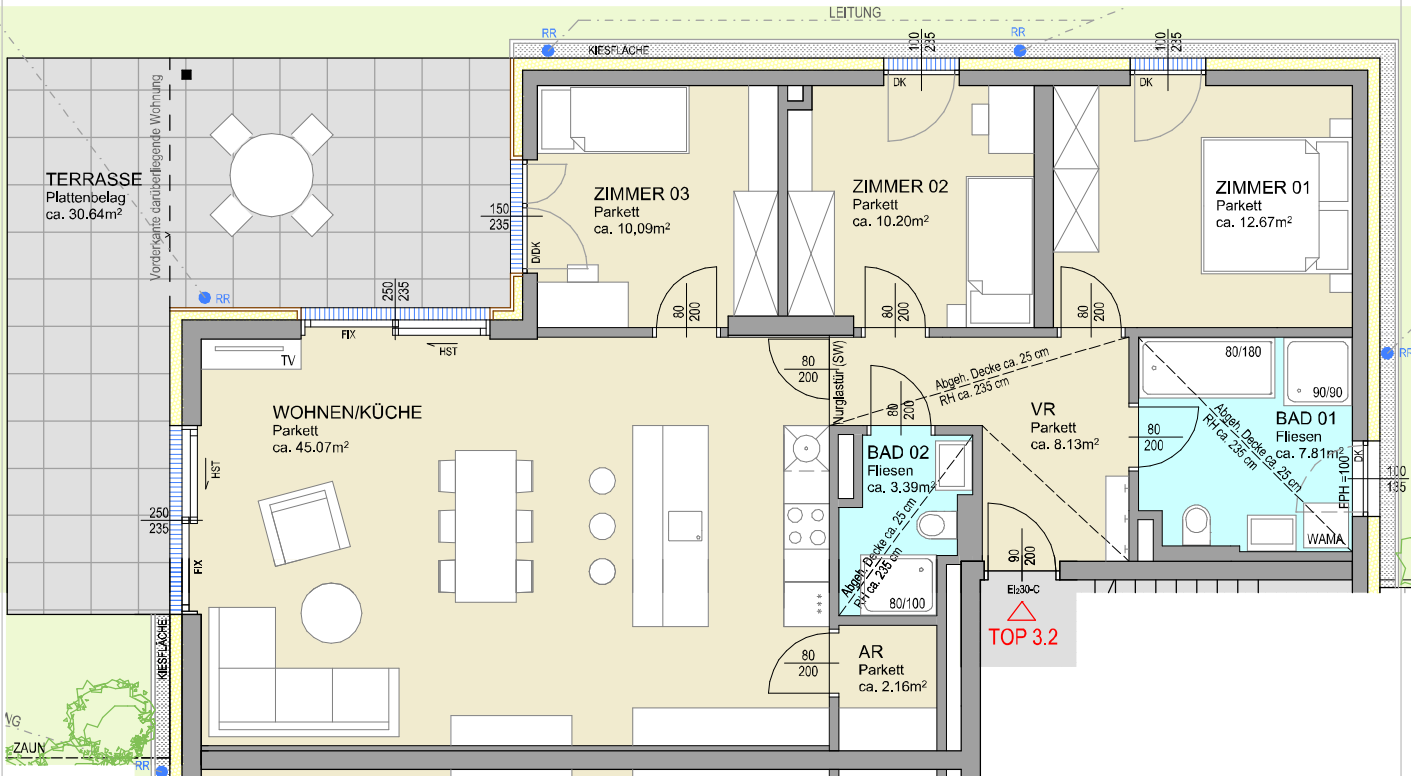 LEITUNG
RR
KIESFLÄCHE
100
235
RR
100
235
DK
DK
Vorderkante darüberliegende Wohnung
TERRASSE
Plattenbelag
ca. 30.64m²
150
235
D/DK
ZIMMER 03
Parkett
ca. 10,09m²
ZIMMER 02
Parkett
ca. 10.20m²
ZIMMER 01
Parkett
ca. 12.67m²
RR
250
235
FIX
HST
TV
80
200
80
200
80
200
80
200
Nurglastür (SW)
80
200
Abgeh. Decke ca. 25 cm
RH ca. 235 cm
80/180
90/90
RR
WOHNEN/KÜCHE
Parkett
ca. 45.07m²
VR
Parkett
ca. 8.13m²
80
200
BAD 01
Fliesen
ca. 7.81m²
Abgeh. Decke ca. 25 cm
RH ca. 235 cm
FPH =100
DK
100
135
WAMA
HST
250
235
FIX
BAD 02
Fliesen
ca. 3.39m²
Abgeh. Decke ca. 25 cm
RH ca. 235 cm
80/100
***
90
200
EI₂30-C
TOP 3.2
80
200
AR
Parkett
ca. 2.16m²
KIESFLÄCHE
NG
ZAUN
RR